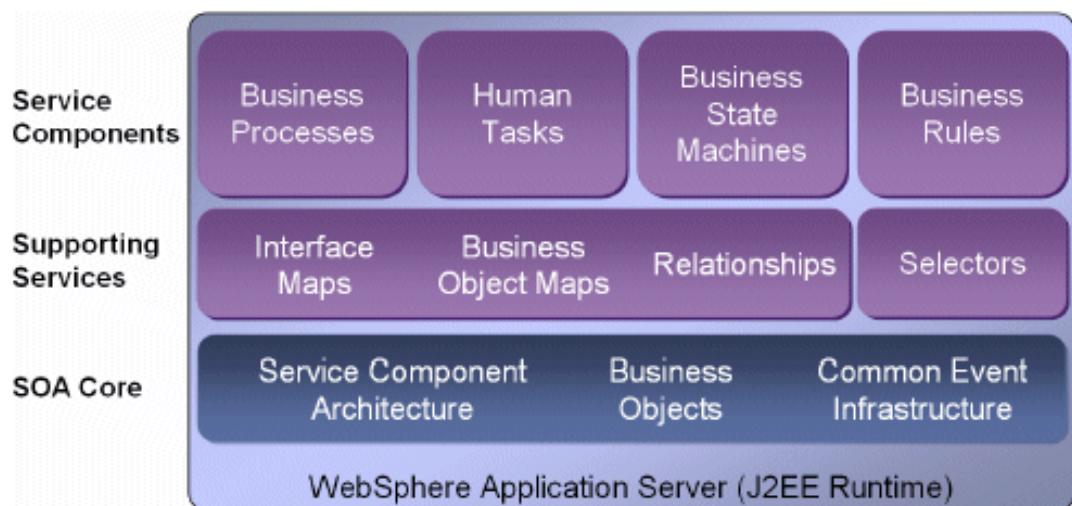 Service
Components
Business
Processes
Human
Tasks
Business
State
Machines
Business
Rules
Supporting
Services
Interface
Maps
Business
Object Maps
Relationships
Selectors
SOA Core
Service Component
Architecture
Business
Objects
Common Event
Infrastructure
WebSphere Application Server (J2EE Runtime)